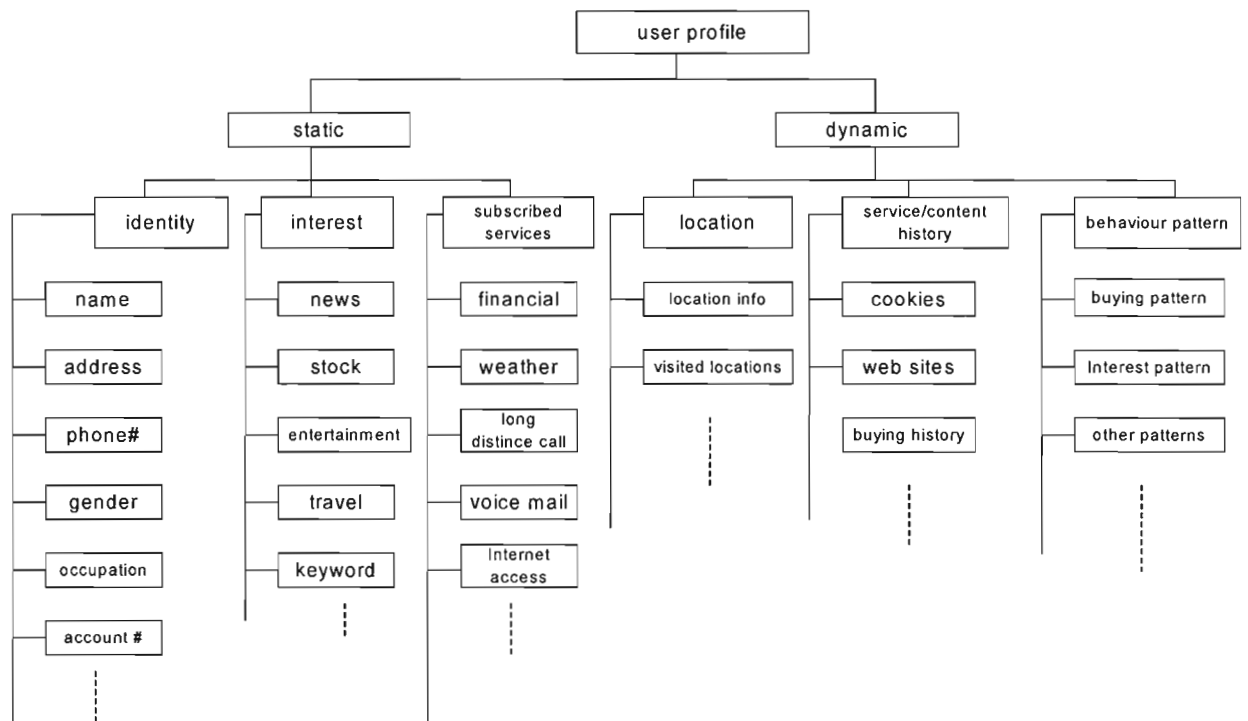 user profile
static
dynamic
identity
interest
subscribed
services
location
service/content
history
behaviour pattern
name
news
financial
location info
cookies
buying pattern
address
stock
weather
visited locations
web sites
Interest pattern
phone#
entertainment
long
distince call
buying history
other patterns
gender
travel
voice mail
occupation
keyword
Internet
access
account #